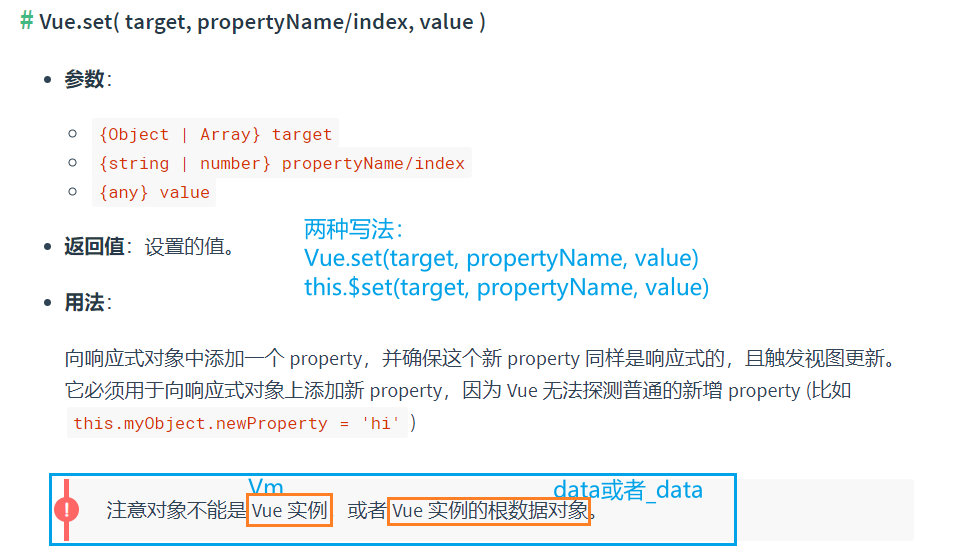 # Vue.set( target, propertyName/index, value )
参数：
{Object | Array} target
{string | number} propertyName/index
{any} value
返回值：设置的值。
两种写法：
Vue.set(target, propertyName, value)
this.$set(target, propertyName, value)
用法：
向响应式对象中添加一个 property，并确保这个新 property 同样是响应式的，且触发视图更新。
它必须用于向响应式对象上添加新 property，因为 Vue 无法探测普通的新增 property (比如
this.myObject.newProperty = 'hi' )
Vm
data或者_data
! 注意对象不能是 Vue 实例 或者 Vue 实例的根数据对象。